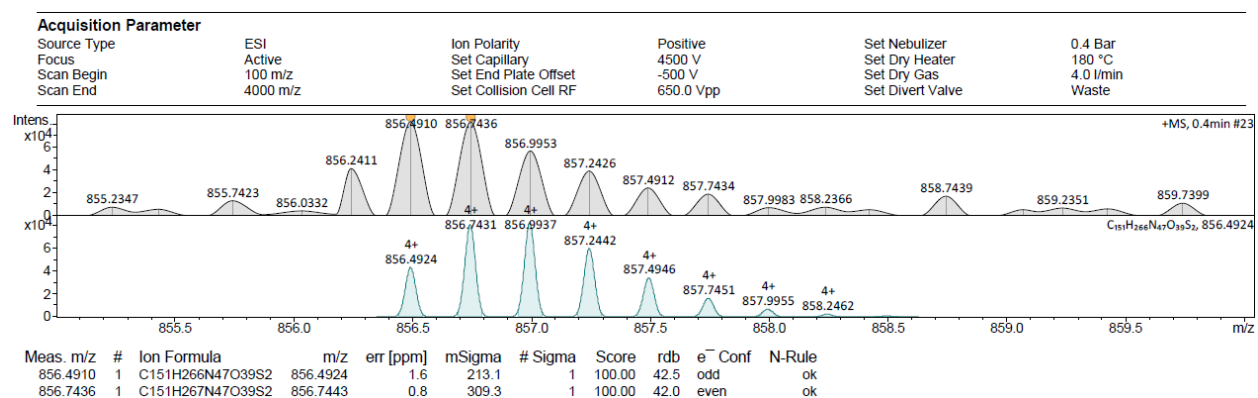 Acquisition Parameter
Source Type ESI Ion Polarity Positive Set Nebulizer 0.4 Bar
Focus Active Set Capillary 4500 V Set Dry Heater 180 °C
Scan Begin 100 m/z Set End Plate Offset -500 V Set Dry Gas 4.0 l/min
Scan End 4000 m/z Set Collision Cell RF 650.0 Vpp Set Divert Valve Waste
Intens.
x10⁴
6
4
2
0
+MS, 0.4min #23
855.2347 855.7423 856.0332 856.2411 856.4910 856.7436 856.9953 857.2426 857.4912 857.7434 857.9983 858.2366 858.7439 859.2351 859.7399
x10⁴
6
4
2
0
C₁₅₁H₂₆₆N₄₇O₃₉S₂, 856.4924
4+ 4+ 4+ 4+ 4+ 4+ 4+ 4+
856.4924 856.7431 856.9937 857.2442 857.4946 857.7451 857.9955 858.2462
855.5 856.0 856.5 857.0 857.5 858.0 858.5 859.0 859.5 m/z
Meas. m/z # Ion Formula m/z err [ppm] mSigma # Sigma Score rdb e⁻ Conf N-Rule
856.4910 1 C151H266N47O39S2 856.4924 1.6 213.1 1 100.00 42.5 odd ok
856.7436 1 C151H267N47O39S2 856.7443 0.8 309.3 1 100.00 42.0 even ok